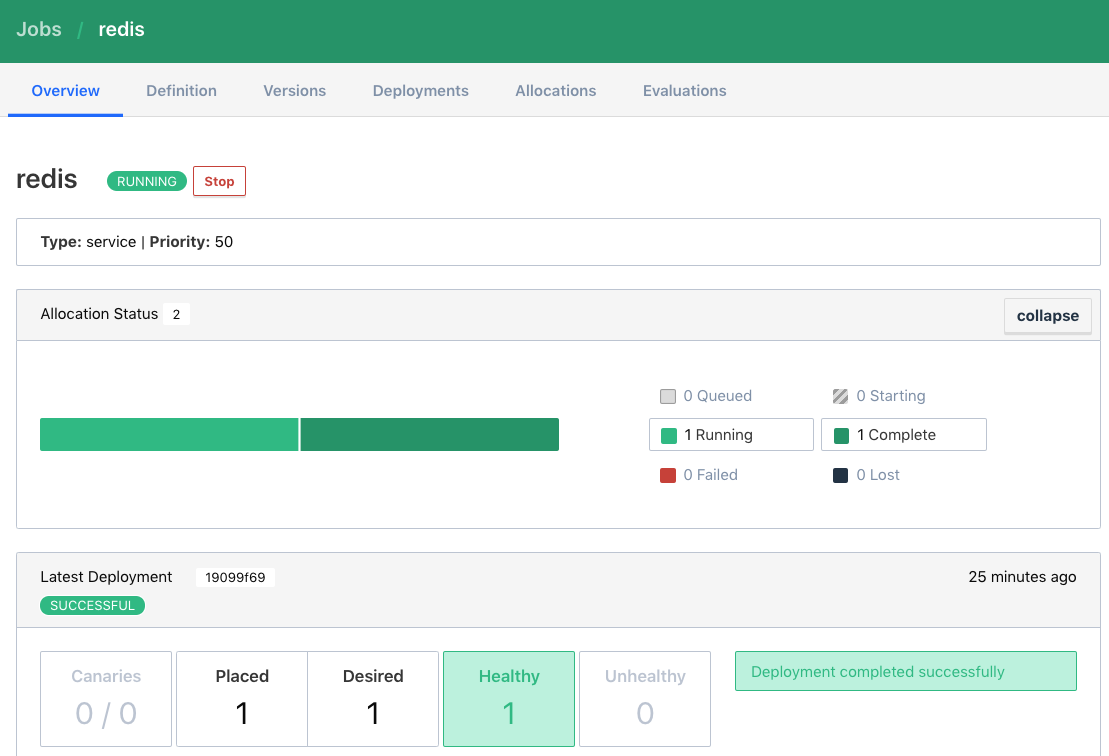 Jobs / redis
Overview Definition Versions Deployments Allocations Evaluations
redis RUNNING Stop
Type: service | Priority: 50
Allocation Status 2 collapse
0 Queued 0 Starting
1 Running 1 Complete
0 Failed 0 Lost
Latest Deployment 19099f69 25 minutes ago
SUCCESSFUL
Canaries Placed Desired Healthy Unhealthy Deployment completed successfully
0 / 0 1 1 1 0